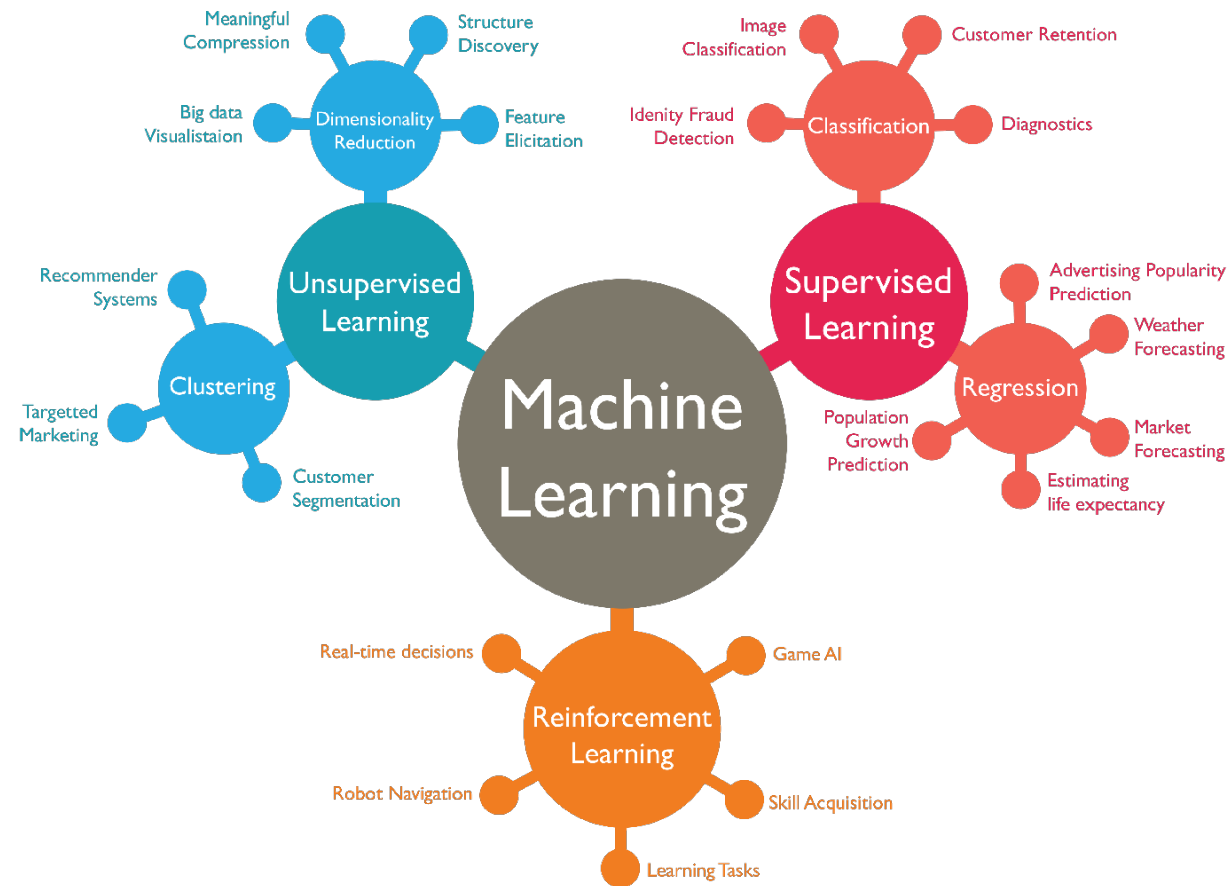 Meaningful
Compression
Structure
Discovery
Big data
Visualistaion
Dimensionality
Reduction
Feature
Elicitation
Image
Classification
Customer Retention
Idenity Fraud
Detection
Classification
Diagnostics
Unsupervised
Learning
Supervised
Learning
Recommender
Systems
Clustering
Targetted
Marketing
Customer
Segmentation
Machine
Learning
Advertising Popularity
Prediction
Weather
Forecasting
Regression
Population
Growth
Prediction
Market
Forecasting
Estimating
life expectancy
Real-time decisions
Game AI
Reinforcement
Learning
Robot Navigation
Skill Acquisition
Learning Tasks